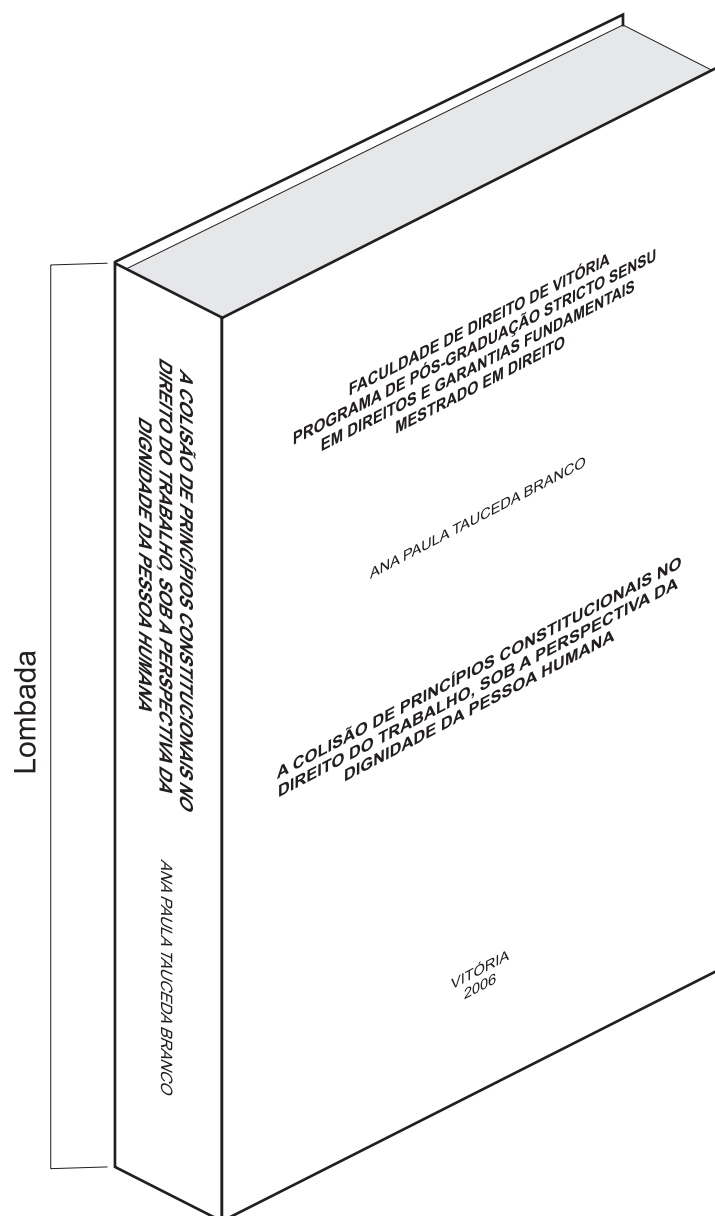 Lombada
A COLISÃO DE PRINCÍPIOS CONSTITUCIONAIS NO
DIREITO DO TRABALHO, SOB A PERSPECTIVA DA
DIGNIDADE DA PESSOA HUMANA
ANA PAULA TAUCEDA BRANCO
FACULDADE DE DIREITO DE VITÓRIA
PROGRAMA DE PÓS-GRADUAÇÃO STRICTO SENSU
EM DIREITOS E GARANTIAS FUNDAMENTAIS
MESTRADO EM DIREITO
ANA PAULA TAUCEDA BRANCO
A COLISÃO DE PRINCÍPIOS CONSTITUCIONAIS NO
DIREITO DO TRABALHO, SOB A PERSPECTIVA DA
DIGNIDADE DA PESSOA HUMANA
VITÓRIA
2006